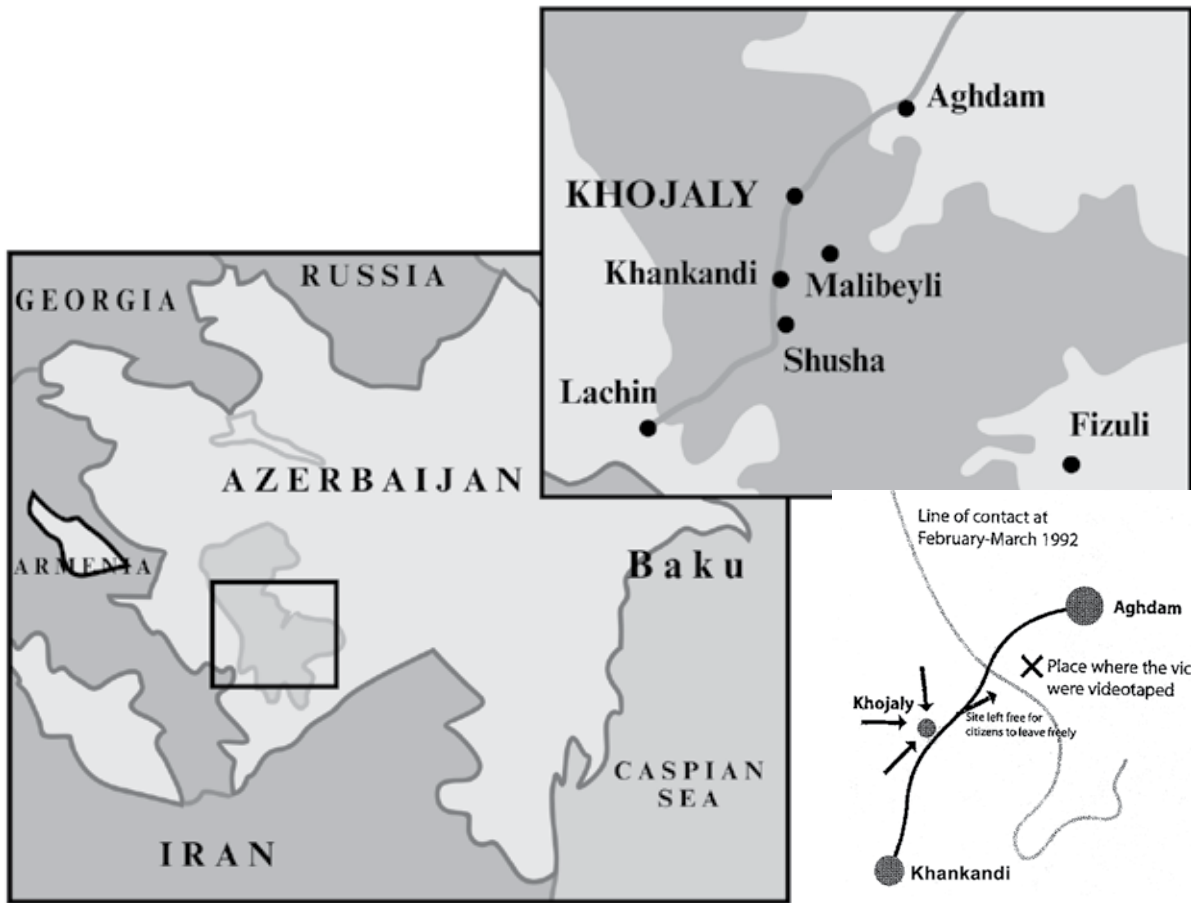 Aghdam
KHOJALY
Khankandi
Malibeyli
Shusha
Lachin
Fizuli
RUSSIA
GEORGIA
AZERBAIJAN
ARMENIA
Baku
CASPIAN
SEA
IRAN
Line of contact at
February-March 1992
Aghdam
Place where the
were videotaped
Khojaly
Site left free for
citizens to leave freely
Khankandi